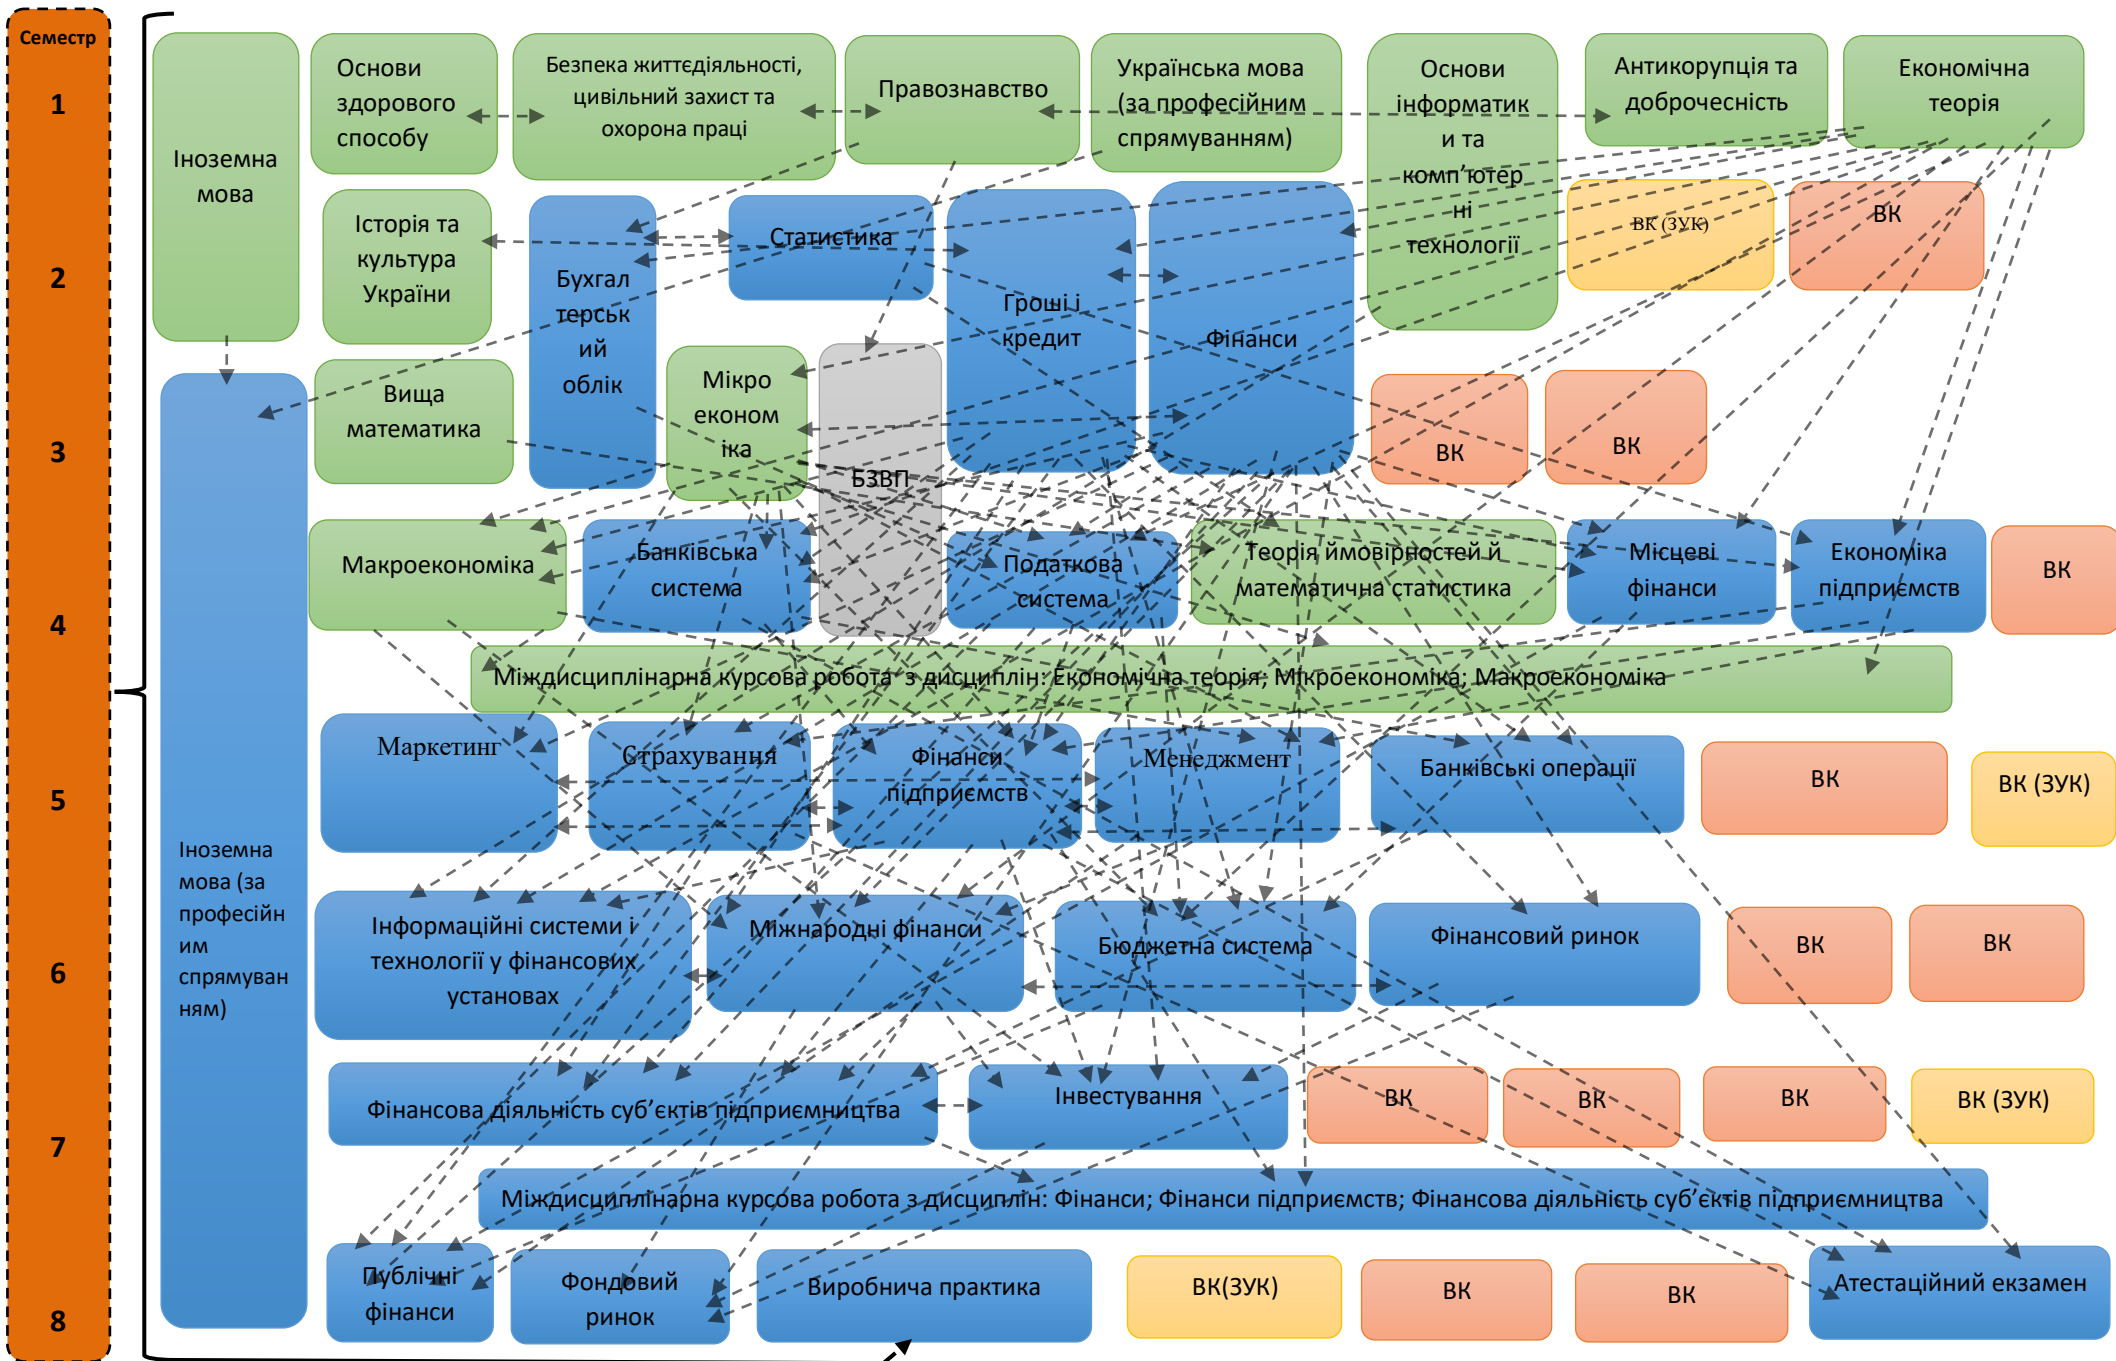 Семестр
1
2
3
4
5
6
7
8
Іноземна
мова
Основи
здорового
способу
Безпека життєдіяльності,
цивільний захист та
охорона праці
Правознавство
Українська мова
(за професійним
спрямуванням)
Основи
інформатик
и та
комп’ютер
ні
технології
Антикорупція та
доброчесність
Економічна
теорія
Історія та
культура
України
Бухгал
терськ
ий
облік
Статистика
Гроші і
кредит
Фінанси
ВК (ЗУК)
ВК
Вища
математика
Мікро
економ
іка
БЗВП
ВК
ВК
Іноземна
мова (за
професійн
им
спрямуван
ням)
Макроекономіка
Банківська
система
Податкова
система
Теорія ймовірностей й
математична статистика
Місцеві
фінанси
Економіка
підприємств
ВК
Міждисциплінарна курсова робота з дисциплін: Економічна теорія; Мікроекономіка; Макроекономіка
Маркетинг
Страхування
Фінанси
підприємств
Менеджмент
Банківські операції
ВК
ВК (ЗУК)
Інформаційні системи і
технології у фінансових
установах
Міжнародні фінанси
Бюджетна система
Фінансовий ринок
ВК
ВК
Фінансова діяльність суб’єктів підприємництва
Інвестування
ВК
ВК
ВК
ВК (ЗУК)
Міждисциплінарна курсова робота з дисциплін: Фінанси; Фінанси підприємств; Фінансова діяльність суб’єктів підприємництва
Публічні
фінанси
Фондовий
ринок
Виробнича практика
ВК(ЗУК)
ВК
ВК
Атестаційний екзамен